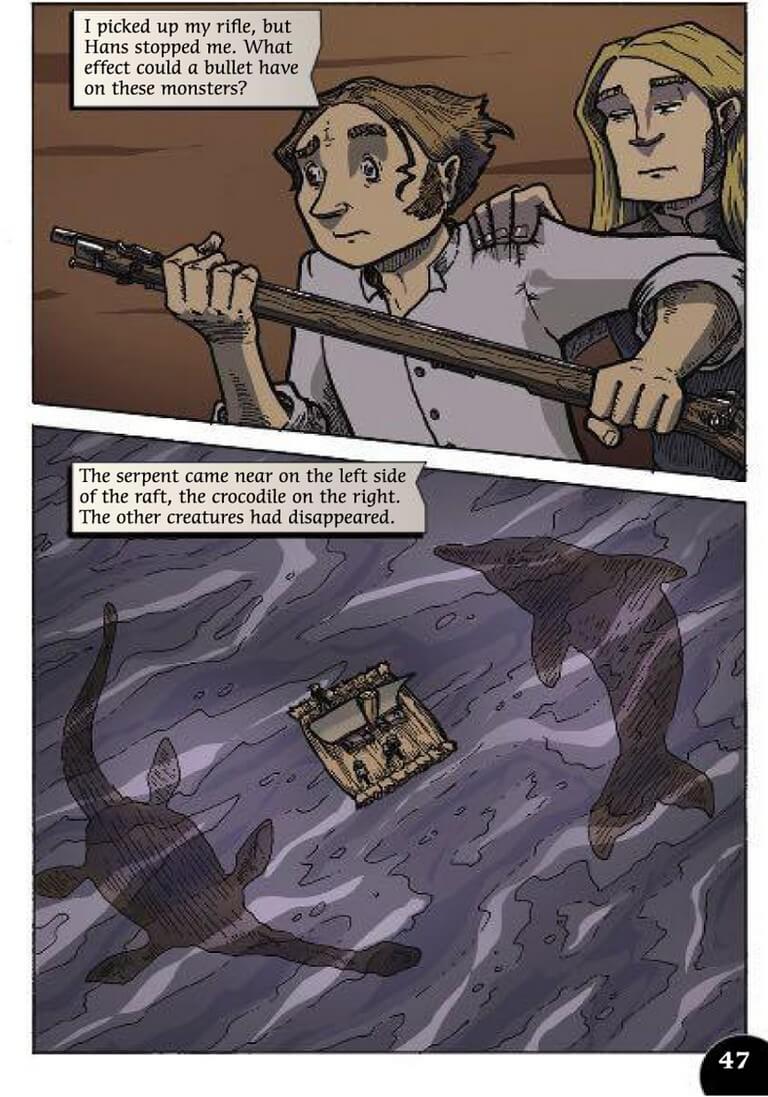 I picked up my rifle, but
Hans stopped me. What
effect could a bullet have
on these monsters?
The serpent came near on the left side
of the raft, the crocodile on the right.
The other creatures had disappeared.
47